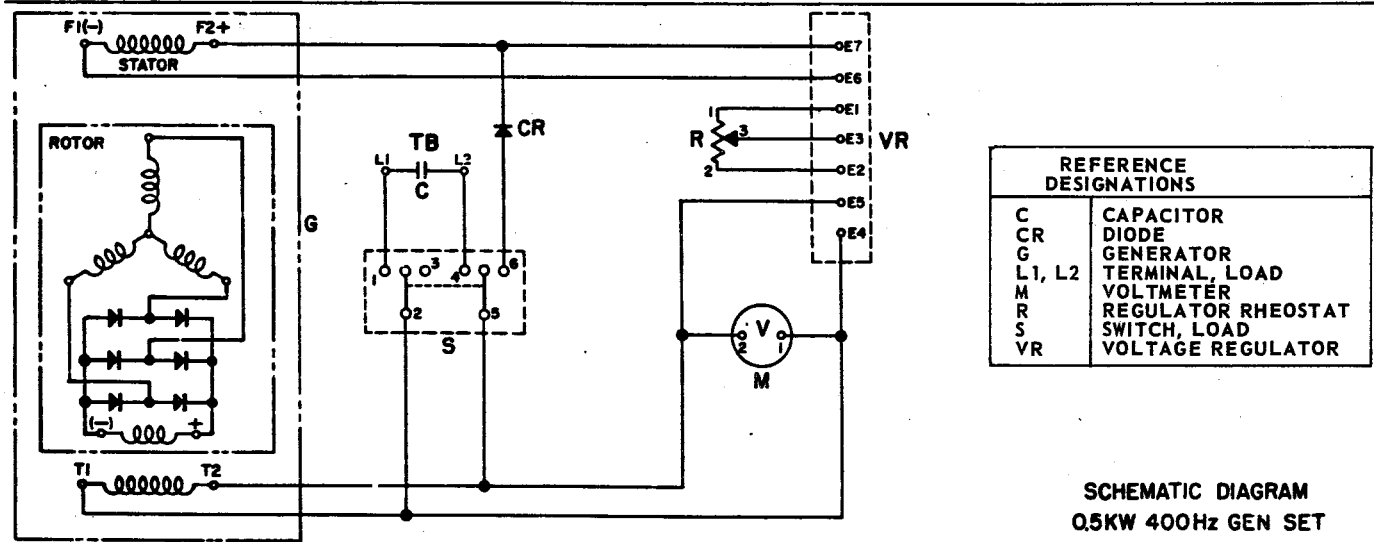 F1(-) F2+
STATOR
ROTOR
G
TB
L1 L2
C
CR
1 3 4 6
2 5
S
E7
E6
E1
E3
E2
E5
E4
VR
1
R 3
2
V
2 1
M
(-) +
T1 T2
REFERENCE
DESIGNATIONS
C CAPACITOR
CR DIODE
G GENERATOR
L1, L2 TERMINAL, LOAD
M VOLTMETER
R REGULATOR RHEOSTAT
S SWITCH, LOAD
VR VOLTAGE REGULATOR
SCHEMATIC DIAGRAM
0.5KW 400Hz GEN SET